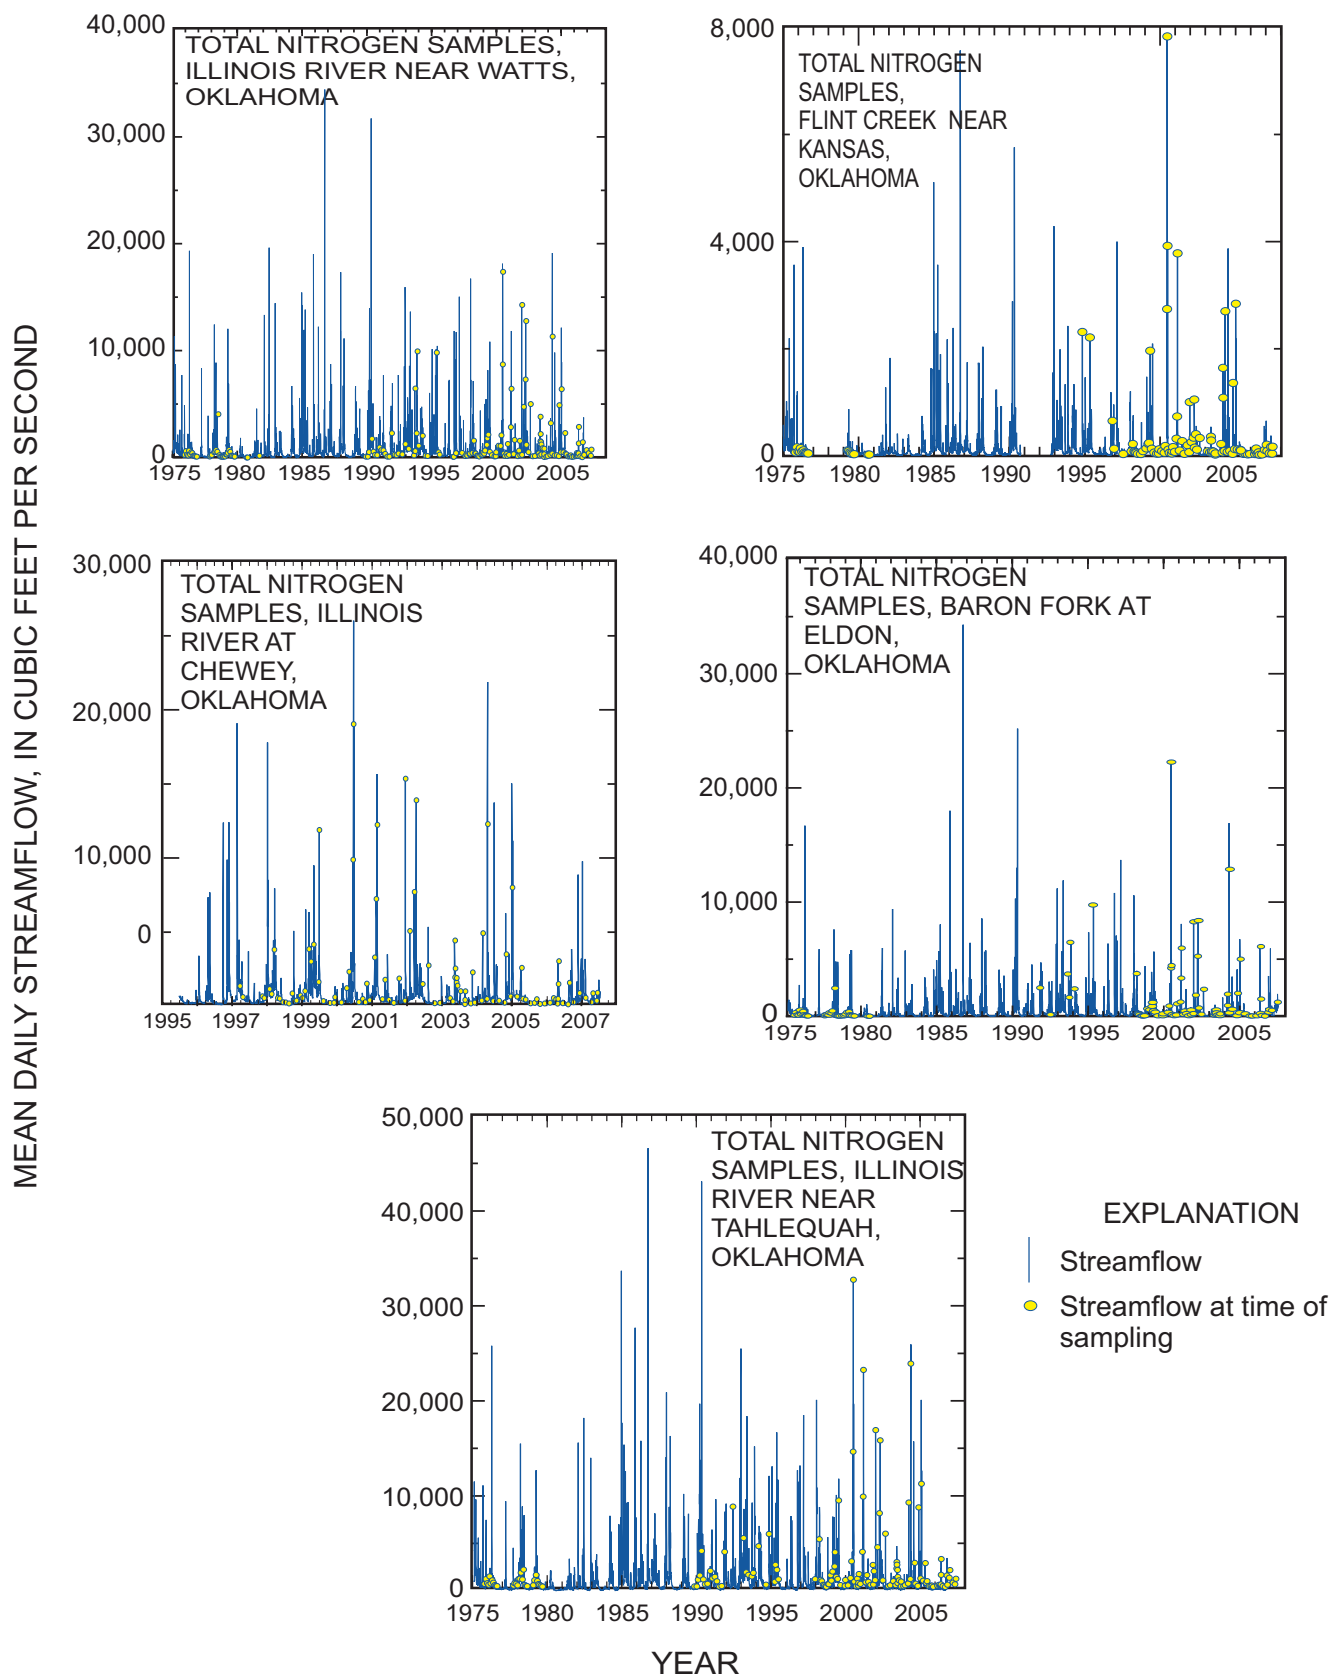 MEAN DAILY STREAMFLOW, IN CUBIC FEET PER SECOND
40,000
30,000
20,000
10,000
0
TOTAL NITROGEN SAMPLES,
ILLINOIS RIVER NEAR WATTS,
OKLAHOMA
1975 1980 1985 1990 1995 2000 2005
8,000
4,000
0
TOTAL NITROGEN
SAMPLES,
FLINT CREEK NEAR
KANSAS,
OKLAHOMA
1975 1980 1985 1990 1995 2000 2005
30,000
20,000
10,000
0
TOTAL NITROGEN
SAMPLES, ILLINOIS
RIVER AT
CHEWEY,
OKLAHOMA
1995 1997 1999 2001 2003 2005 2007
40,000
30,000
20,000
10,000
0
TOTAL NITROGEN
SAMPLES, BARON FORK AT
ELDON,
OKLAHOMA
1975 1980 1985 1990 1995 2000 2005
50,000
40,000
30,000
20,000
10,000
0
TOTAL NITROGEN
SAMPLES, ILLINOIS
RIVER NEAR
TAHLEQUAH,
OKLAHOMA
1975 1980 1985 1990 1995 2000 2005
YEAR
EXPLANATION
Streamflow
Streamflow at time of
sampling